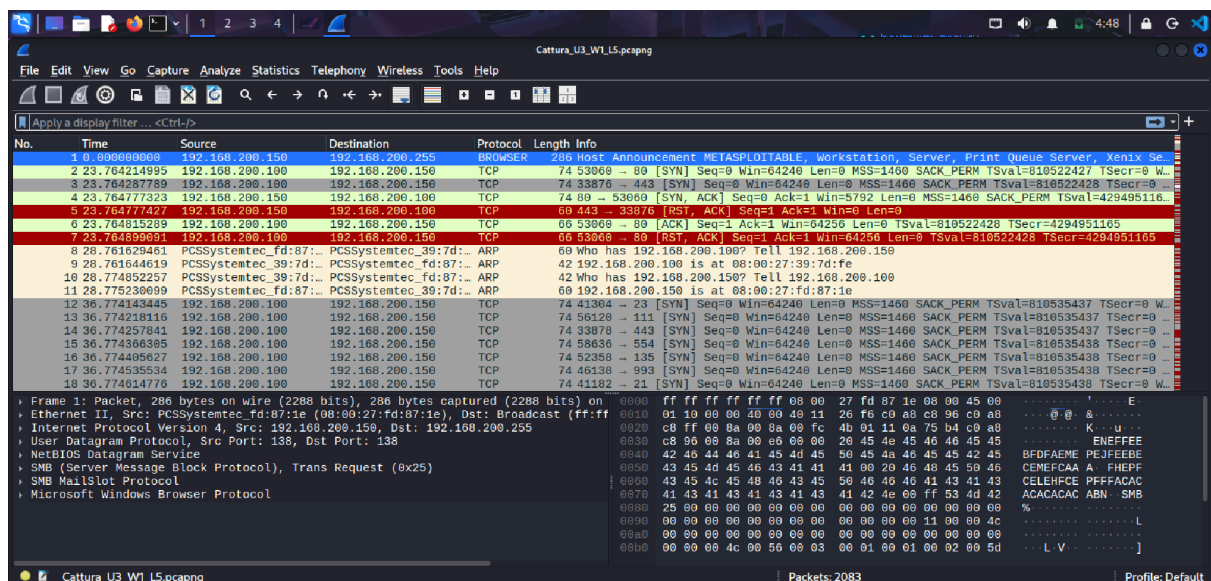 1 2 3 4 4:48
Cattura_U3_W1_L5.pcapng
File Edit View Go Capture Analyze Statistics Telephony Wireless Tools Help
Apply a display filter ... <Ctrl-/>
No. Time Source Destination Protocol Length Info
1 0.000000000 192.168.200.150 192.168.200.255 BROWSER 286 Host Announcement METASPLOITABLE, Workstation, Server, Print Queue Server, Xenix Se…
2 23.764214995 192.168.200.100 192.168.200.150 TCP 74 53060 → 80 [SYN] Seq=0 Win=64240 Len=0 MSS=1460 SACK_PERM TSval=810522427 TSecr=0 W…
3 23.764287789 192.168.200.100 192.168.200.150 TCP 74 33876 → 443 [SYN] Seq=0 Win=64240 Len=0 MSS=1460 SACK_PERM TSval=810522428 TSecr=0 …
4 23.764777323 192.168.200.150 192.168.200.100 TCP 74 80 → 53060 [SYN, ACK] Seq=0 Ack=1 Win=5792 Len=0 MSS=1460 SACK_PERM TSval=429495116…
5 23.764777427 192.168.200.150 192.168.200.100 TCP 60 443 → 33876 [RST, ACK] Seq=1 Ack=1 Win=0 Len=0
6 23.764815289 192.168.200.100 192.168.200.150 TCP 66 53060 → 80 [ACK] Seq=1 Ack=1 Win=64256 Len=0 TSval=810522428 TSecr=4294951165
7 23.764899091 192.168.200.100 192.168.200.150 TCP 66 53060 → 80 [RST, ACK] Seq=1 Ack=1 Win=64256 Len=0 TSval=810522428 TSecr=4294951165
8 28.761629461 PCSSystemtec_fd:87:… PCSSystemtec_39:7d:… ARP 60 Who has 192.168.200.100? Tell 192.168.200.150
9 28.761644619 PCSSystemtec_39:7d:… PCSSystemtec_fd:87:… ARP 42 192.168.200.100 is at 08:00:27:39:7d:fe
10 28.774852257 PCSSystemtec_39:7d:… PCSSystemtec_fd:87:… ARP 42 Who has 192.168.200.150? Tell 192.168.200.100
11 28.775230099 PCSSystemtec_fd:87:… PCSSystemtec_39:7d:… ARP 60 192.168.200.150 is at 08:00:27:fd:87:1e
12 36.774143445 192.168.200.100 192.168.200.150 TCP 74 41304 → 23 [SYN] Seq=0 Win=64240 Len=0 MSS=1460 SACK_PERM TSval=810535437 TSecr=0 W…
13 36.774218116 192.168.200.100 192.168.200.150 TCP 74 56120 → 111 [SYN] Seq=0 Win=64240 Len=0 MSS=1460 SACK_PERM TSval=810535437 TSecr=0 …
14 36.774257841 192.168.200.100 192.168.200.150 TCP 74 33878 → 443 [SYN] Seq=0 Win=64240 Len=0 MSS=1460 SACK_PERM TSval=810535437 TSecr=0 …
15 36.774366305 192.168.200.100 192.168.200.150 TCP 74 58636 → 554 [SYN] Seq=0 Win=64240 Len=0 MSS=1460 SACK_PERM TSval=810535438 TSecr=0 …
16 36.774405627 192.168.200.100 192.168.200.150 TCP 74 52358 → 135 [SYN] Seq=0 Win=64240 Len=0 MSS=1460 SACK_PERM TSval=810535438 TSecr=0 …
17 36.774535534 192.168.200.100 192.168.200.150 TCP 74 46138 → 993 [SYN] Seq=0 Win=64240 Len=0 MSS=1460 SACK_PERM TSval=810535438 TSecr=0 …
18 36.774614776 192.168.200.100 192.168.200.150 TCP 74 41182 → 21 [SYN] Seq=0 Win=64240 Len=0 MSS=1460 SACK_PERM TSval=810535438 TSecr=0 W…
Frame 1: Packet, 286 bytes on wire (2288 bits), 286 bytes captured (2288 bits) on
Ethernet II, Src: PCSSystemtec_fd:87:1e (08:00:27:fd:87:1e), Dst: Broadcast (ff:ff
Internet Protocol Version 4, Src: 192.168.200.150, Dst: 192.168.200.255
User Datagram Protocol, Src Port: 138, Dst Port: 138
NetBIOS Datagram Service
SMB (Server Message Block Protocol), Trans Request (0x25)
SMB MailSlot Protocol
Microsoft Windows Browser Protocol
0000 ff ff ff ff ff ff 08 00 27 fd 87 1e 08 00 45 00 ········ '·····E·
0010 01 10 00 00 40 00 40 11 26 f6 c0 a8 c8 96 c0 a8 ····@·@· &·······
0020 c8 ff 00 8a 00 8a 00 fc 4b 01 11 0a 75 b4 c0 a8 ········ K···u···
0030 c8 96 00 8a 00 e6 00 00 20 45 4e 45 46 46 45 45 ········ ENEFFEE
0040 42 46 44 46 41 45 4d 45 50 45 4a 46 45 45 42 45 BFDFAEME PEJFEEBE
0050 43 45 4d 45 46 43 41 41 41 00 20 46 48 45 50 46 CEMEFCAA A· FHEPF
0060 43 45 4c 45 48 46 43 45 50 46 46 46 41 43 41 43 CELEHFCE PFFFACAC
0070 41 43 41 43 41 43 41 43 41 42 4e 00 ff 53 4d 42 ACACACAC ABN··SMB
0080 25 00 00 00 00 00 00 00 00 00 00 00 00 00 00 00 %······· ········
0090 00 00 00 00 00 00 00 00 00 00 00 00 11 00 00 4c ········ ·······L
00a0 00 00 00 00 00 00 00 00 00 00 00 00 00 00 00 00 ········ ········
00b0 00 00 00 4c 00 56 00 03 00 01 00 01 00 02 00 5d ···L·V·· ·······]
Cattura_U3_W1_L5.pcapng Packets: 2083 Profile: Default